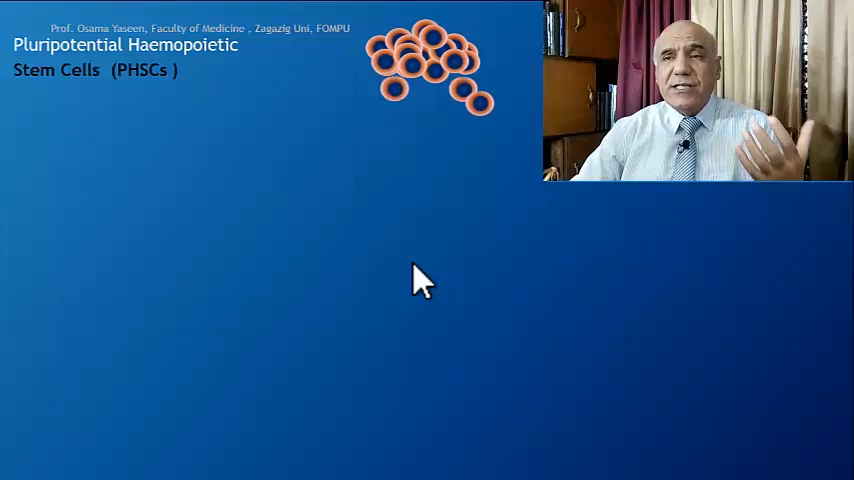 Prof. Osama Yaseen, Faculty of Medicine , Zagazig Uni, FOMPU
Pluripotential Haemopoietic
Stem Cells (PHSCs )